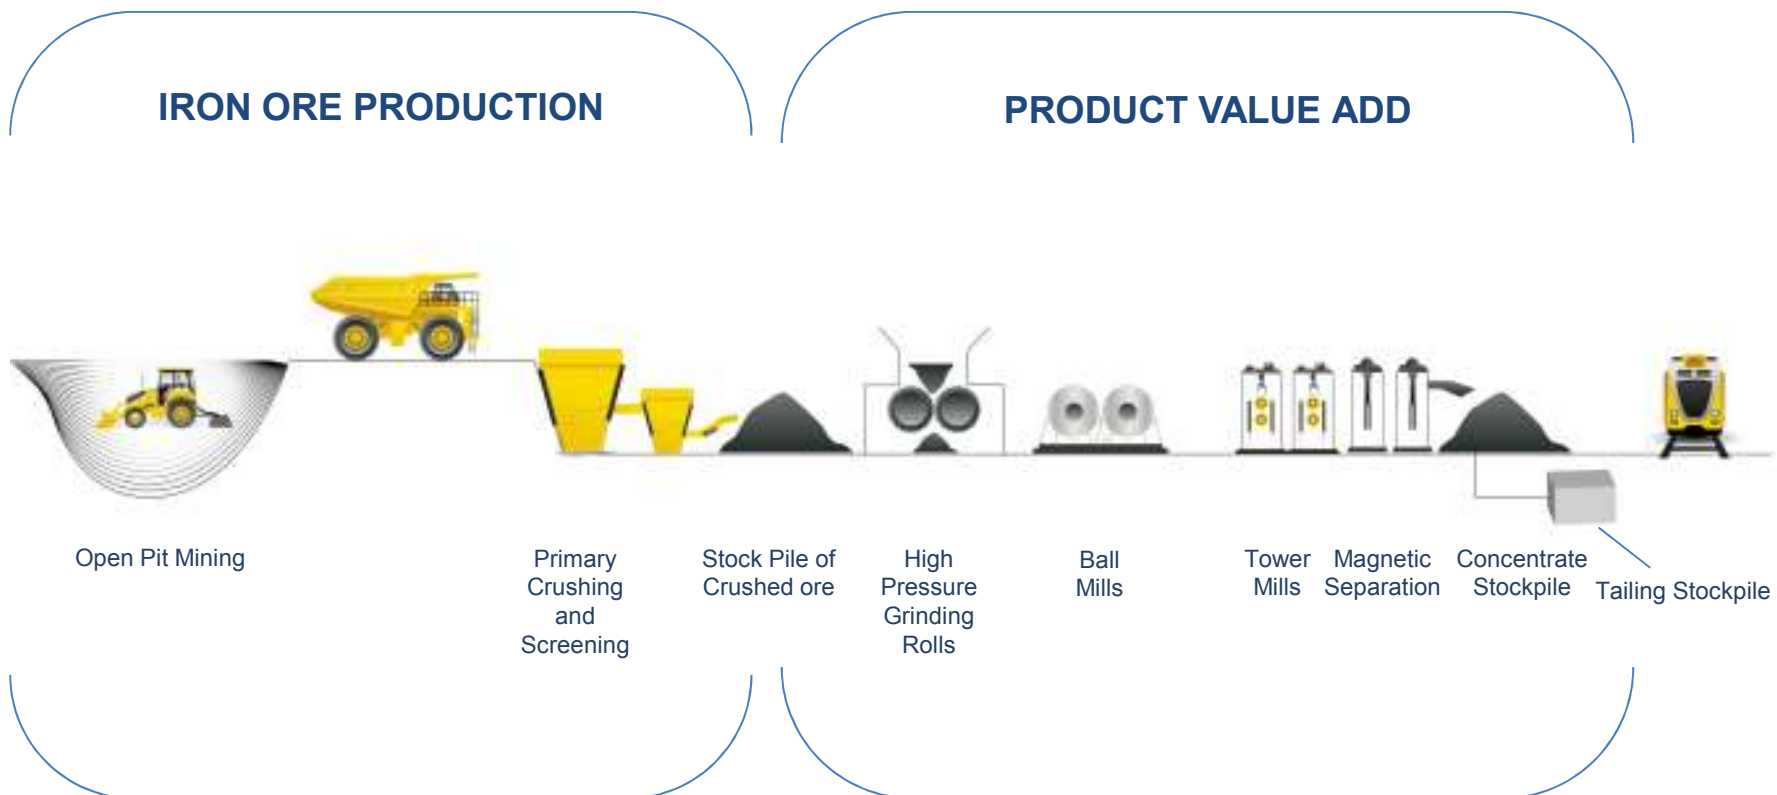 IRON ORE PRODUCTION
PRODUCT VALUE ADD
Open Pit Mining
Primary
Crushing
and
Screening
Stock Pile of
Crushed ore
High
Pressure
Grinding
Rolls
Ball
Mills
Tower
Mills
Magnetic
Separation
Concentrate
Stockpile
Tailing Stockpile